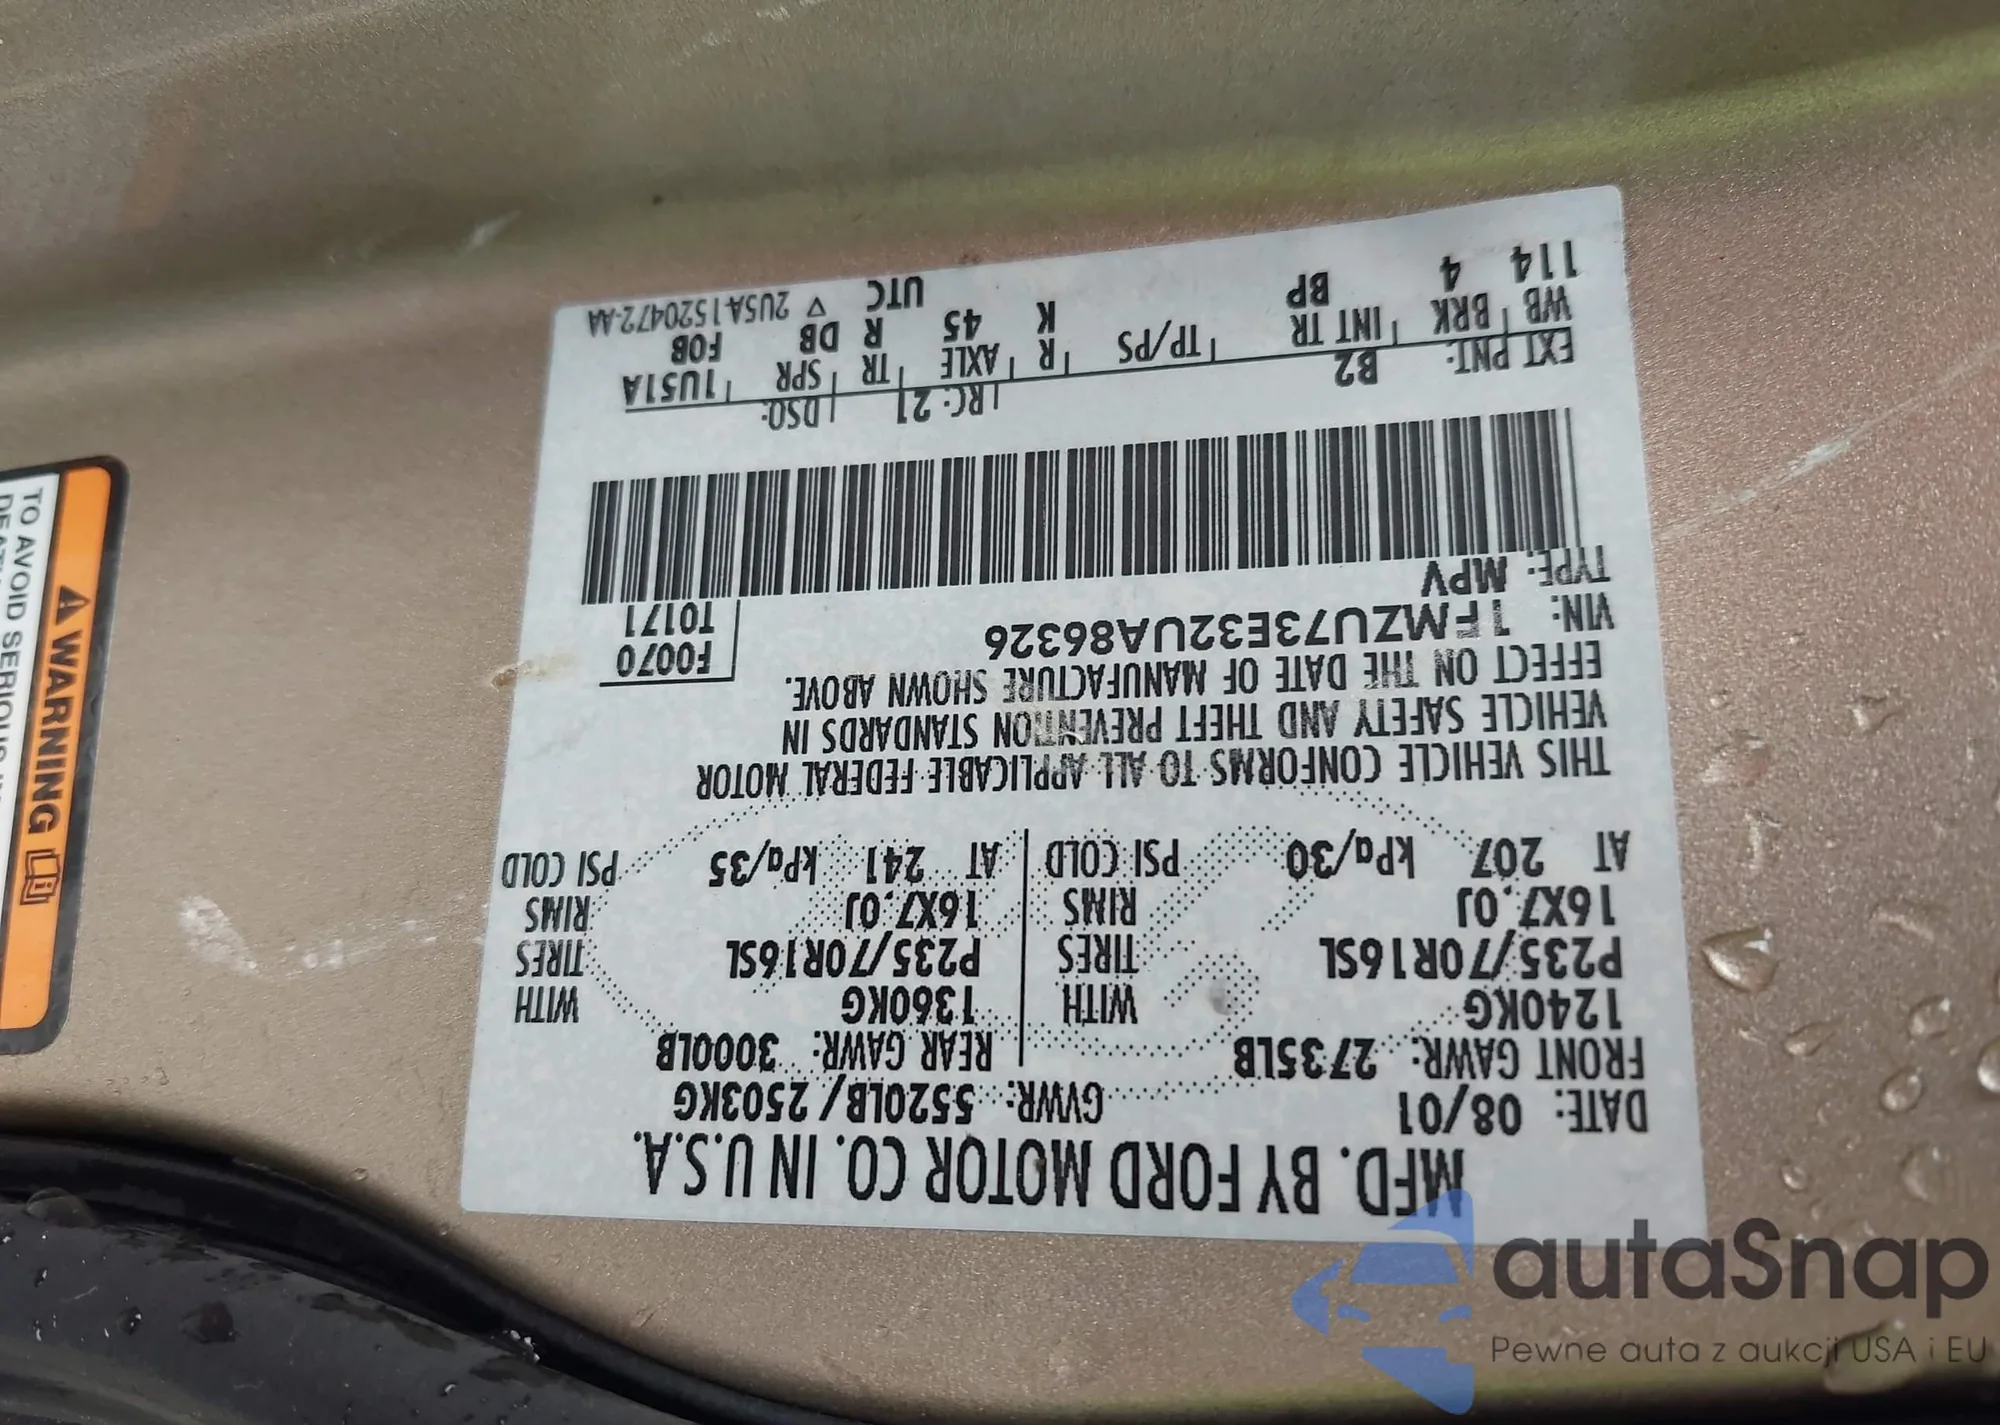 MFD. BY FORD MOTOR CO. IN U.S.A.
DATE: 08/01 GVWR: 5520LB/2503KG
FRONT GAWR: 2735LB REAR GAWR: 3000LB
1240KG WITH 1360KG WITH
P235/70R16SL TIRES P235/70R16SL TIRES
16X7.0J RIMS 16X7.0J RIMS
AT 207 kPa/30 PSI COLD AT 241 kPa/35 PSI COLD
THIS VEHICLE CONFORMS TO ALL APPLICABLE FEDERAL MOTOR
VEHICLE SAFETY AND THEFT PREVENTION STANDARDS IN
EFFECT ON THE DATE OF MANUFACTURE SHOWN ABOVE.
VIN: 1FMZU73E32UA86326 F0070
TYPE: MPV T0171
EXT PNT: B2 RC: 21 DSO:
WB BRK INT TR TP/PS R AXLE TR SPR 1U51A
114 4 BP K 45 R DB FOB
UTC ▽ 2U5A1520472-AA
⚠ WARNING
TO AVOID SERIOUS
autaSnap
Pewne auta z aukcji USA i EU